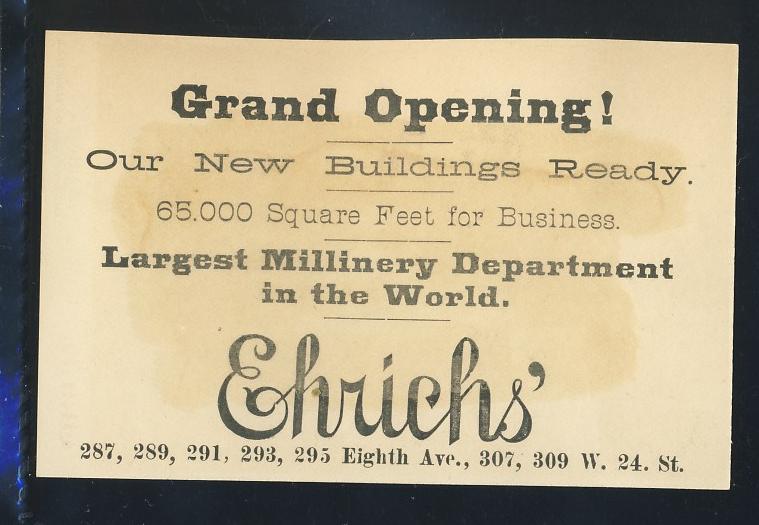 Grand Opening!
Our New Buildings Ready.
65.000 Square Feet for Business.
Largest Millinery Department
in the World.
Ehrichs'
287, 289, 291, 293, 295 Eighth Ave., 307, 309 W. 24. St.